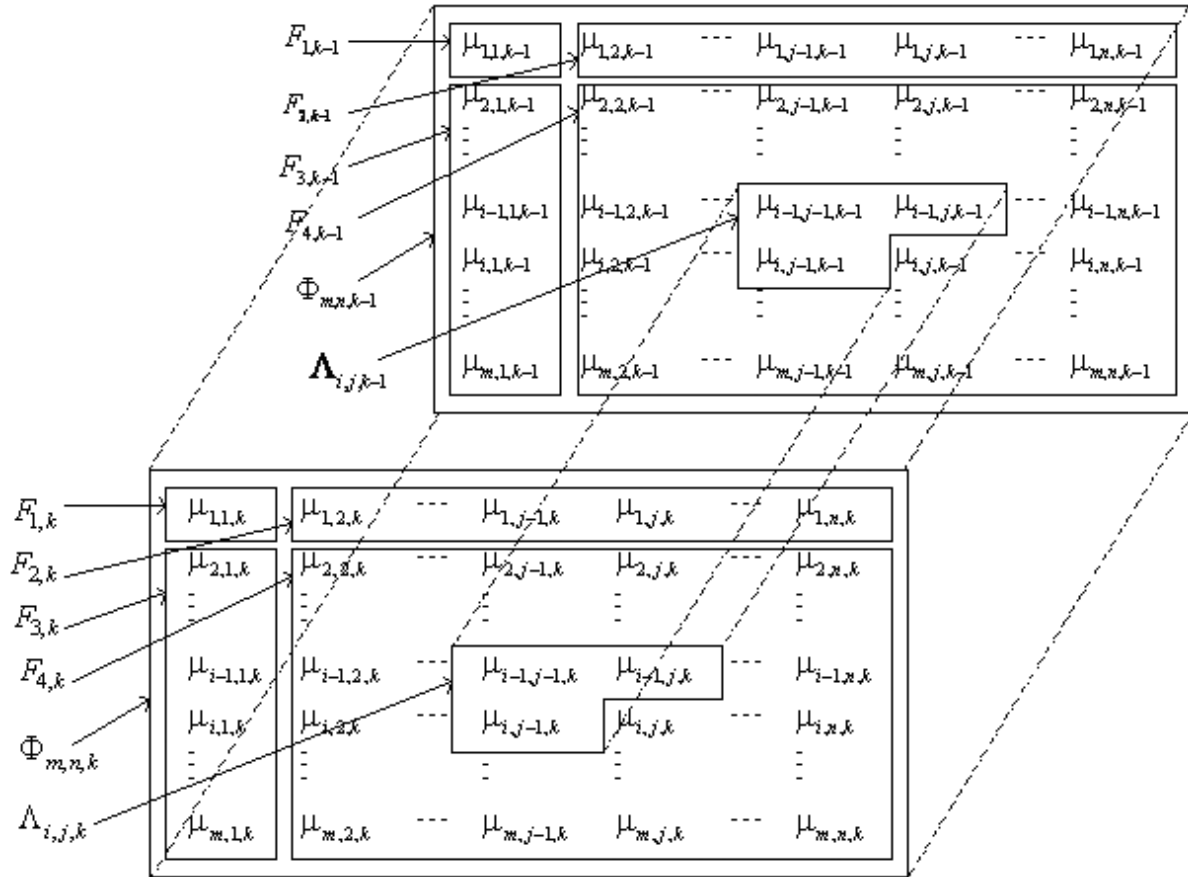 F1,k−1 μ1,1,k−1 μ1,2,k−1 --- μ1,j−1,k−1 μ1,j,k−1 --- μ1,n,k−1
μ2,1,k−1 μ2,2,k−1 --- μ2,j−1,k−1 μ2,j,k−1 --- μ2,n,k−1
F3,k−1
F4,k−1 μi−1,1,k−1 μi−1,2,k−1 --- μi−1,j−1,k−1 μi−1,j,k−1 --- μi−1,n,k−1
μi,1,k−1 μi,2,k−1 --- μi,j−1,k−1 μi,j,k−1 --- μi,n,k−1
Φm,n,k−1
Λi,j,k−1 μm,1,k−1 μm,2,k−1 --- μm,j−1,k−1 μm,j,k−1 --- μm,n,k−1
F1,k μ1,1,k μ1,2,k --- μ1,j−1,k μ1,j,k --- μ1,n,k
F2,k μ2,1,k μ2,2,k --- μ2,j−1,k μ2,j,k --- μ2,n,k
F3,k
F4,k μi−1,1,k μi−1,2,k --- μi−1,j−1,k μi−1,j,k --- μi−1,n,k
μi,1,k μi,2,k --- μi,j−1,k μi,j,k --- μi,n,k
Φm,n,k
Λi,j,k μm,1,k μm,2,k --- μm,j−1,k μm,j,k --- μm,n,k